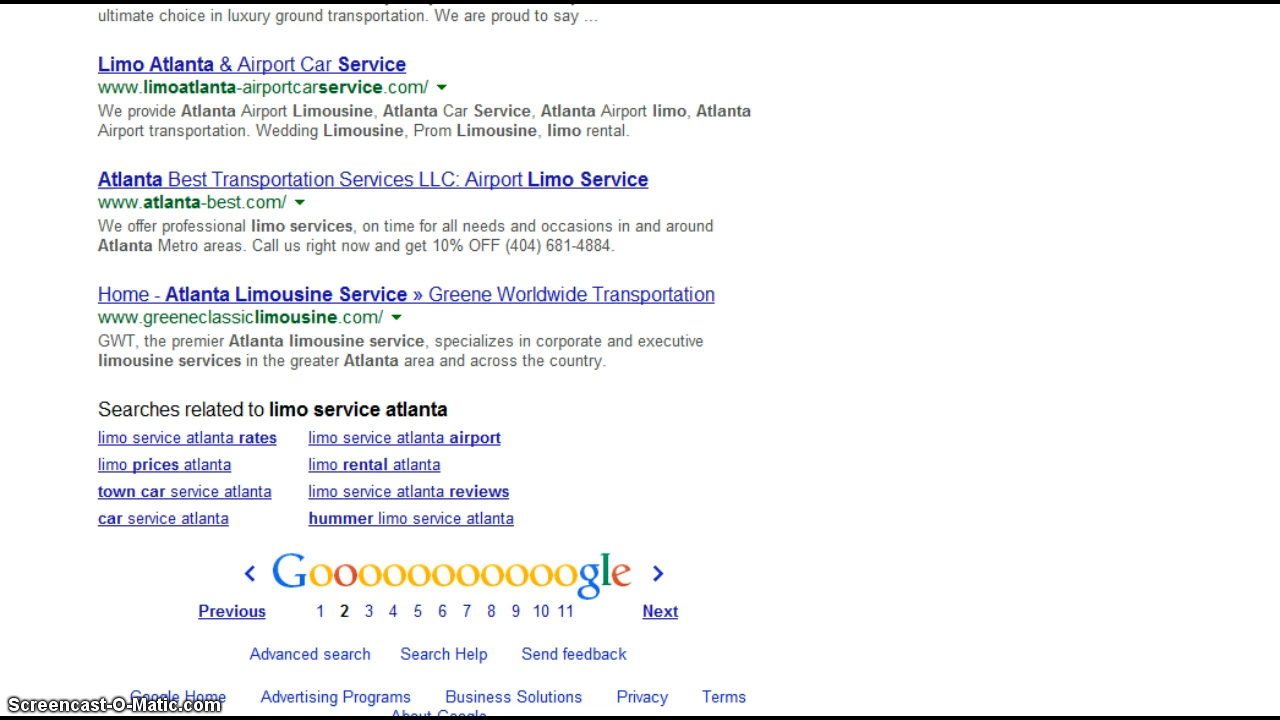 ultimate choice in luxury ground transportation. We are proud to say ...
Limo Atlanta & Airport Car Service
www.limoatlanta-airportcarservice.com/
We provide Atlanta Airport Limousine, Atlanta Car Service, Atlanta Airport limo, Atlanta
Airport transportation. Wedding Limousine, Prom Limousine, limo rental.
Atlanta Best Transportation Services LLC: Airport Limo Service
www.atlanta-best.com/
We offer professional limo services, on time for all needs and occasions in and around
Atlanta Metro areas. Call us right now and get 10% OFF (404) 681-4884.
Home - Atlanta Limousine Service » Greene Worldwide Transportation
www.greeneclassiclimousine.com/
GWT, the premier Atlanta limousine service, specializes in corporate and executive
limousine services in the greater Atlanta area and across the country.
Searches related to limo service atlanta
limo service atlanta rates limo service atlanta airport
limo prices atlanta limo rental atlanta
town car service atlanta limo service atlanta reviews
car service atlanta hummer limo service atlanta
< Goooooooooooogle >
Previous 1 2 3 4 5 6 7 8 9 10 11 Next
Advanced search Search Help Send feedback
Google Home Advertising Programs Business Solutions Privacy Terms
Screencast-O-Matic.com
About Google